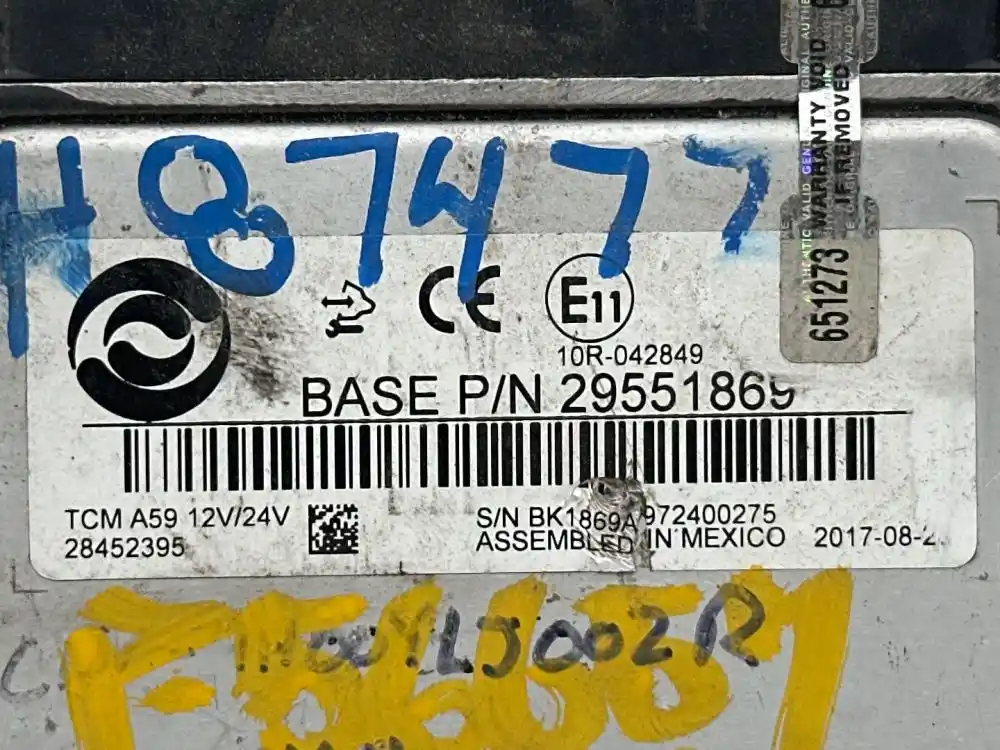 H87477
WARRANTY VOID
IF REMOVED
651273
CE
E11
10R-042849
BASE P/N 29551869
TCM A59 12V/24V
28452395
S/N BK1869A972400275
ASSEMBLED IN MEXICO 2017-08-2